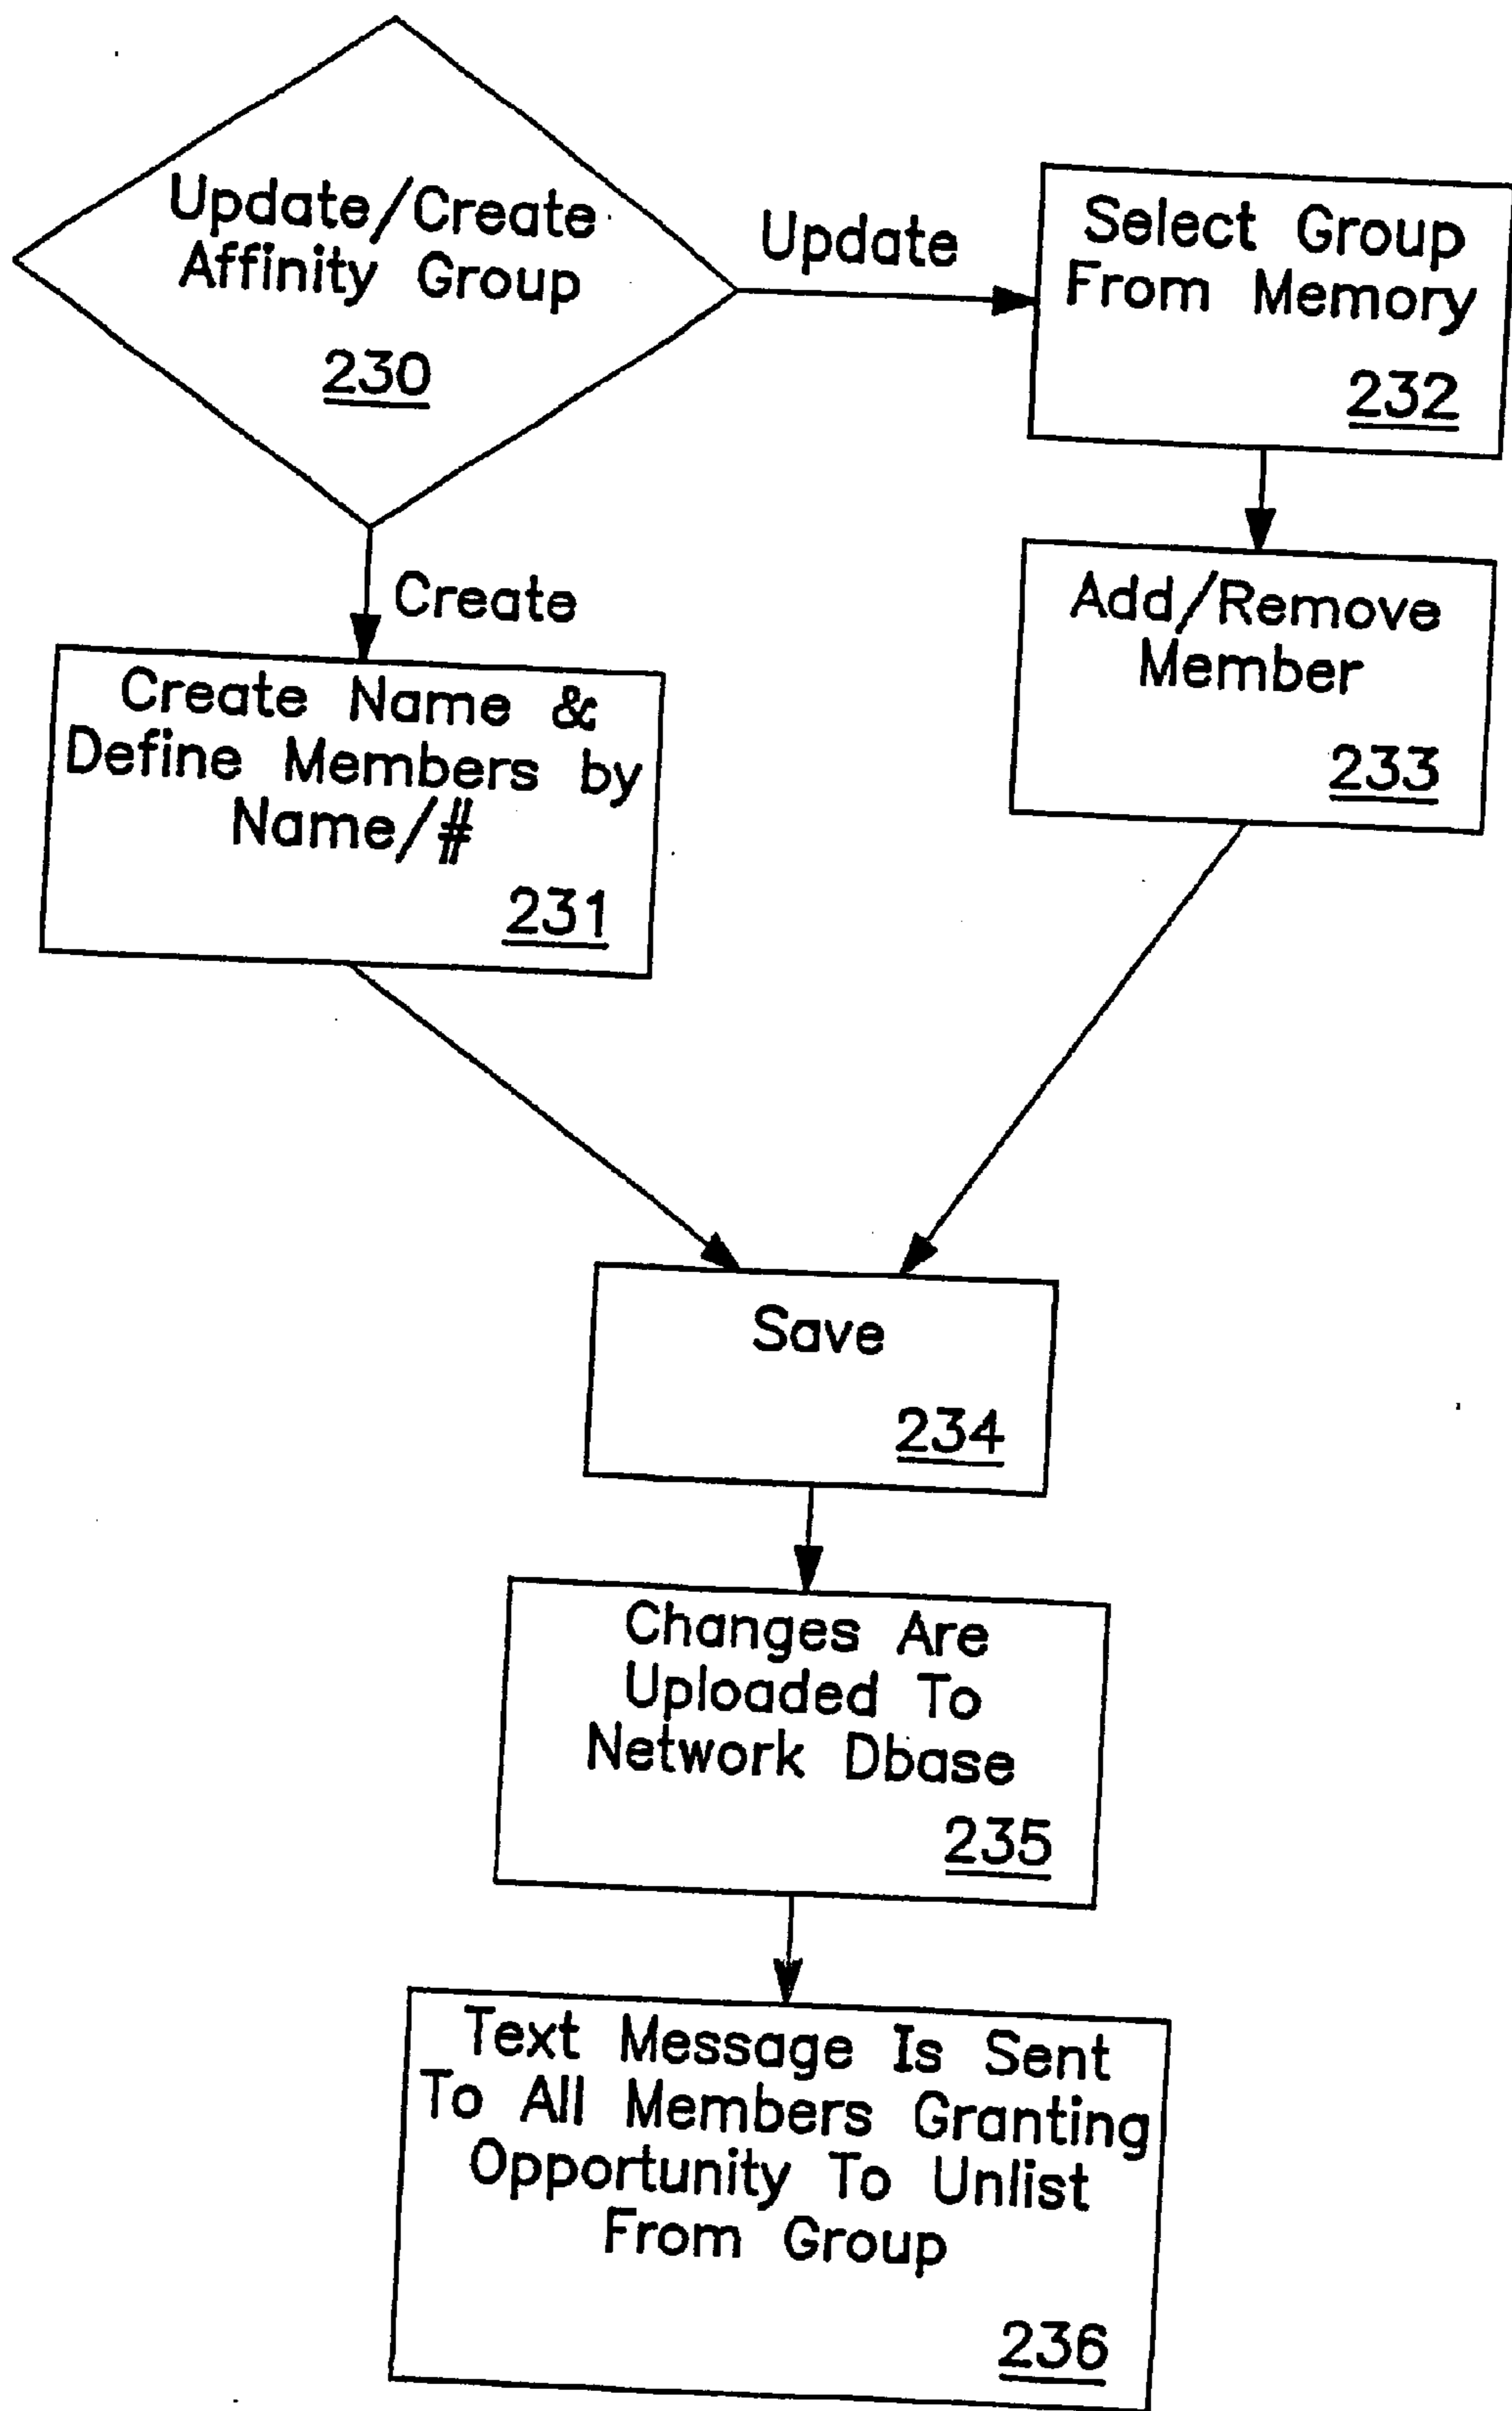 Update/Create
Affinity Group
230
Update
Select Group
From Memory
232
Create
Add/Remove
Member
233
Create Name &
Define Members by
Name/#
231
Save
234
Changes Are
Uploaded To
Network Dbase
235
Text Message Is Sent
To All Members Granting
Opportunity To Unlist
From Group
236